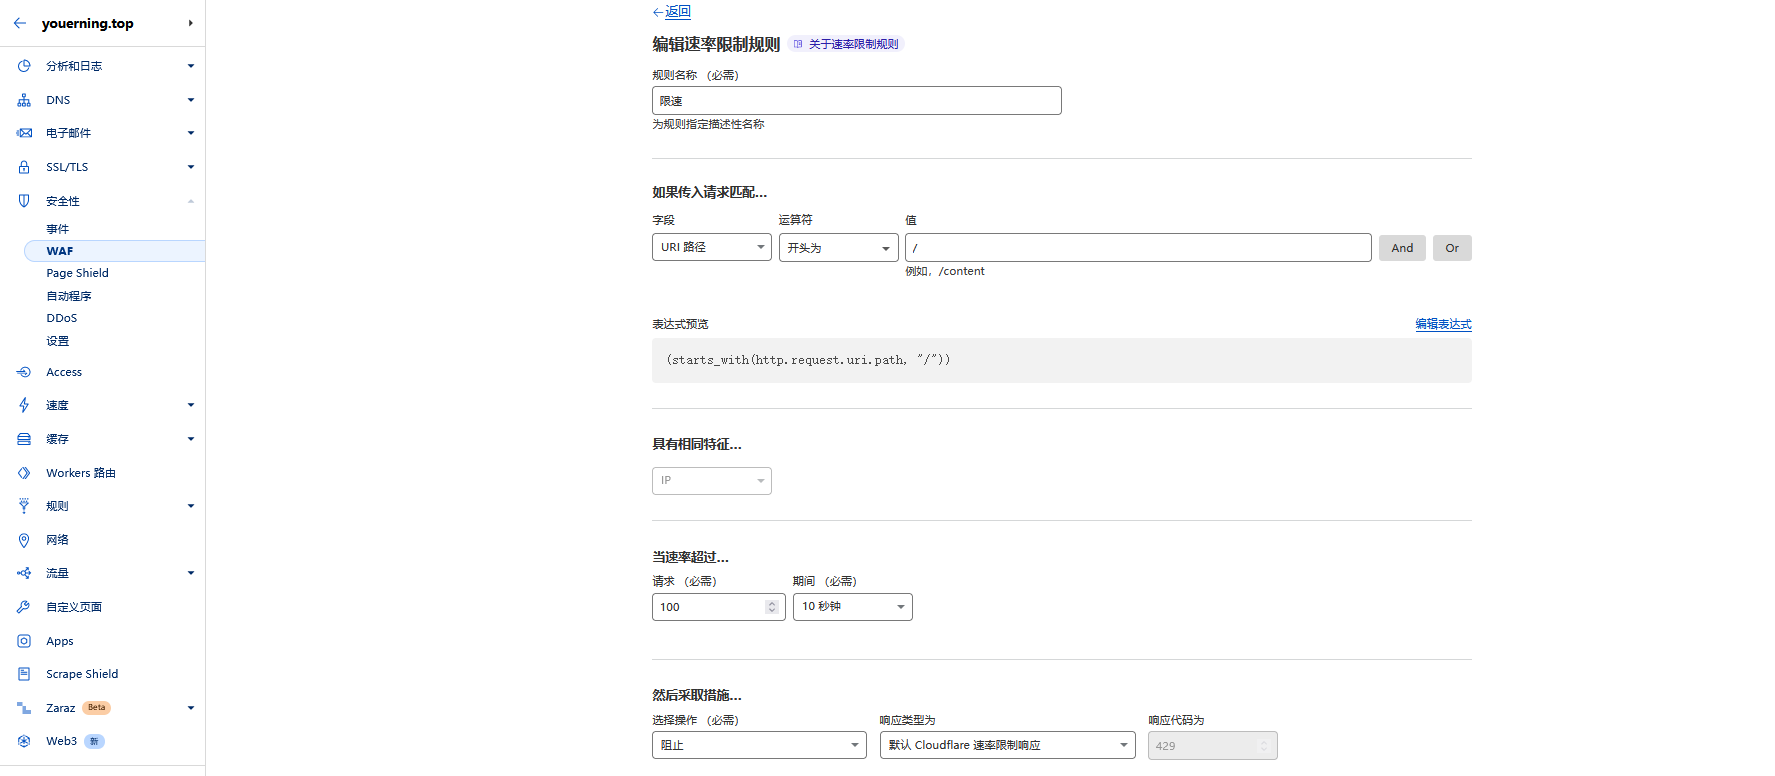 youerning.top
分析和日志
DNS
电子邮件
SSL/TLS
安全性
事件
WAF
Page Shield
自动程序
DDoS
设置
Access
速度
缓存
Workers 路由
规则
网络
流量
自定义页面
Apps
Scrape Shield
Zaraz Beta
Web3 新
返回
编辑速率限制规则 关于速率限制规则
规则名称 (必需)
限速
为规则指定描述性名称
如果传入请求匹配...
字段 运算符 值
URI 路径 开头为 / And Or
例如，/content
表达式预览 编辑表达式
(starts_with(http.request.uri.path, "/"))
具有相同特征...
IP
当速率超过...
请求 (必需) 期间 (必需)
100 10 秒钟
然后采取措施...
选择操作 (必需) 响应类型为 响应代码为
阻止 默认 Cloudflare 速率限制响应 429